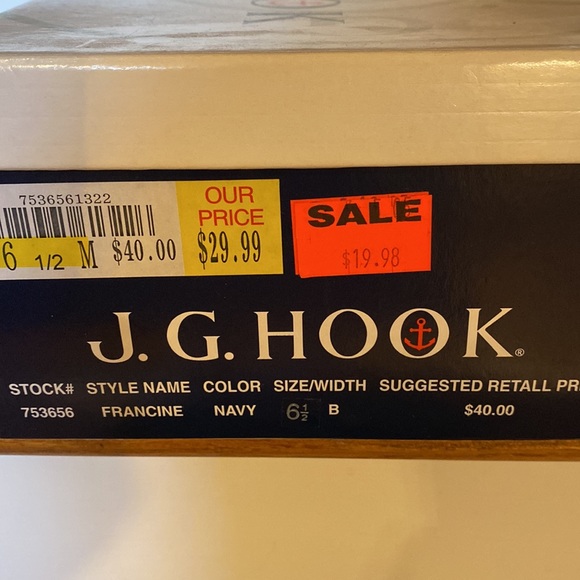 7536561322
6 1/2 M $40.00
OUR
PRICE
$29.99
SALE
$19.98
J.G.HOOK®
STOCK# STYLE NAME COLOR SIZE/WIDTH SUGGESTED RETALL PR
753656 FRANCINE NAVY 6½ B $40.00